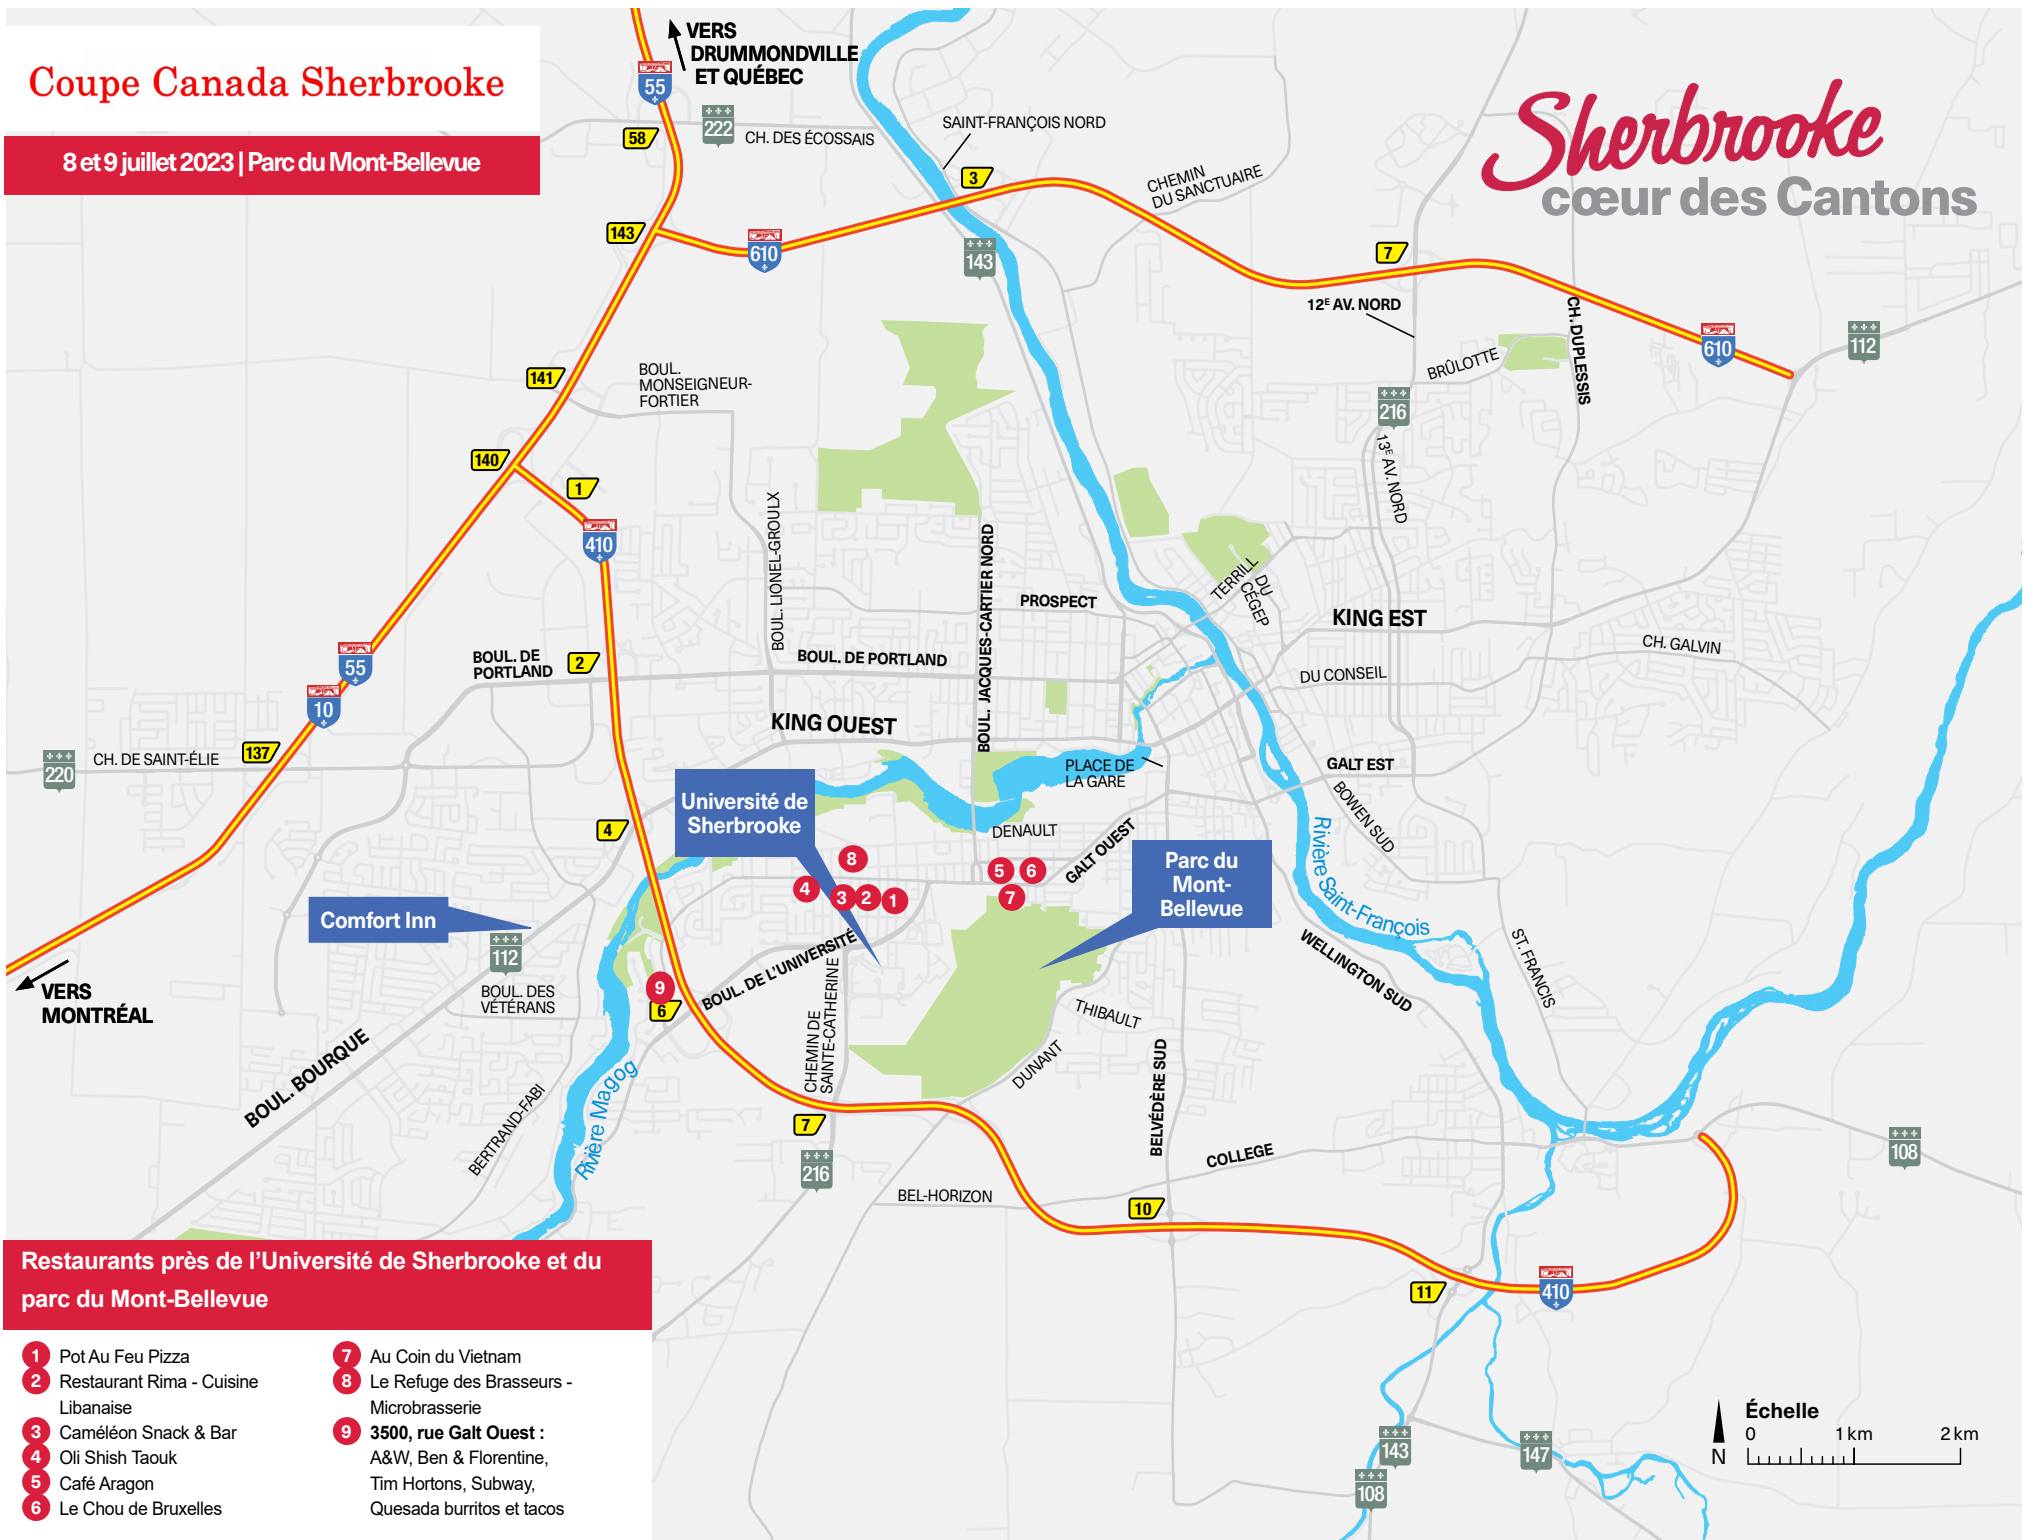 Coupe Canada Sherbrooke
8 et 9 juillet 2023 | Parc du Mont-Bellevue
VERS
DRUMMONDVILLE
ET QUÉBEC
Sherbrooke
cœur des Cantons
55
58
222
CH. DES ÉCOSSAIS
SAINT-FRANÇOIS NORD
3
CHEMIN
DU SANCTUAIRE
143
610
143
7
12E AV. NORD
CH. DUPLESSIS
610
112
BRÛLOTTE
216
13E AV. NORD
141
BOUL.
MONSEIGNEUR-
FORTIER
140
1
410
BOUL. LIONEL-GROULX
BOUL. JACQUES-CARTIER NORD
PROSPECT
TERRILL
DU
CÉGEP
KING EST
CH. GALVIN
DU CONSEIL
55
10
BOUL. DE
PORTLAND
2
BOUL. DE PORTLAND
KING OUEST
220
CH. DE SAINT-ÉLIE
137
PLACE DE
LA GARE
GALT EST
BOWEN SUD
4
Université de
Sherbrooke
DENAULT
GALT OUEST
Parc du
Mont-
Bellevue
8
4
3
2
1
5
6
7
Rivière Saint-François
Comfort Inn
112
BOUL. DES
VÉTÉRANS
BOUL. DE L'UNIVERSITÉ
WELLINGTON SUD
ST. FRANCIS
VERS
MONTRÉAL
9
6
CHEMIN DE
SAINTE-CATHERINE
THIBAULT
DUNANT
BOUL. BOURQUE
BERTRAND-FABI
Rivière Magog
7
216
BELVÉDÈRE SUD
COLLEGE
108
BEL-HORIZON
10
11
410
143
147
108
Échelle
0 1 km 2 km
N
Restaurants près de l'Université de Sherbrooke et du
parc du Mont-Bellevue
1 Pot Au Feu Pizza
2 Restaurant Rima - Cuisine
Libanaise
3 Caméléon Snack & Bar
4 Oli Shish Taouk
5 Café Aragon
6 Le Chou de Bruxelles
7 Au Coin du Vietnam
8 Le Refuge des Brasseurs -
Microbrasserie
9 3500, rue Galt Ouest :
A&W, Ben & Florentine,
Tim Hortons, Subway,
Quesada burritos et tacos